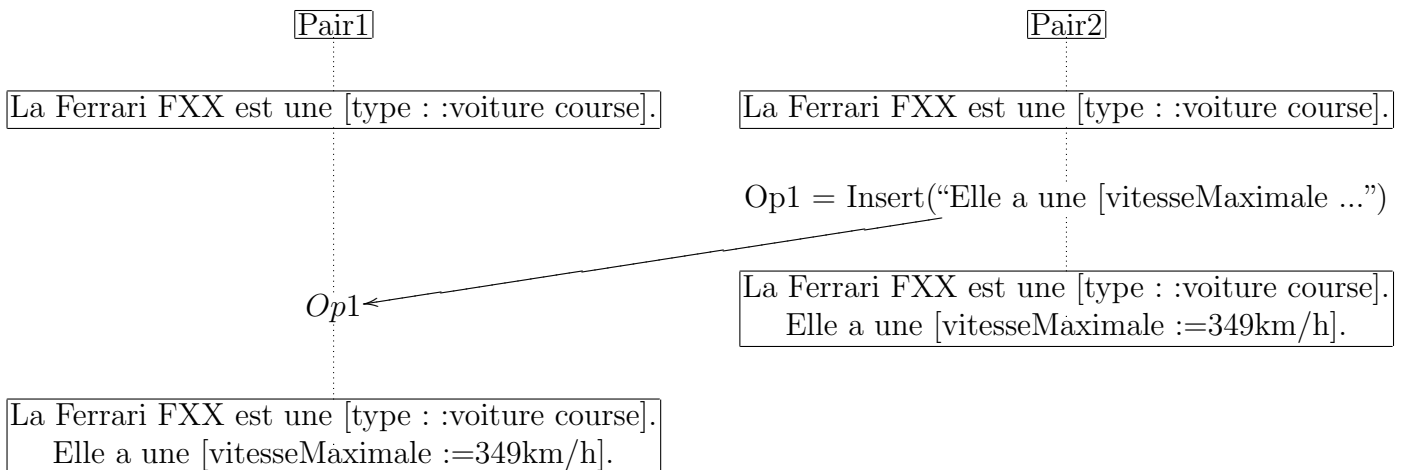 Pair1
Pair2
La Ferrari FXX est une [type : :voiture course].
La Ferrari FXX est une [type : :voiture course].
Op1 = Insert(“Elle a une [vitesseMaximale ...”)
La Ferrari FXX est une [type : :voiture course].
Elle a une [vitesseMaximale :=349km/h].
Op1
La Ferrari FXX est une [type : :voiture course].
Elle a une [vitesseMaximale :=349km/h].